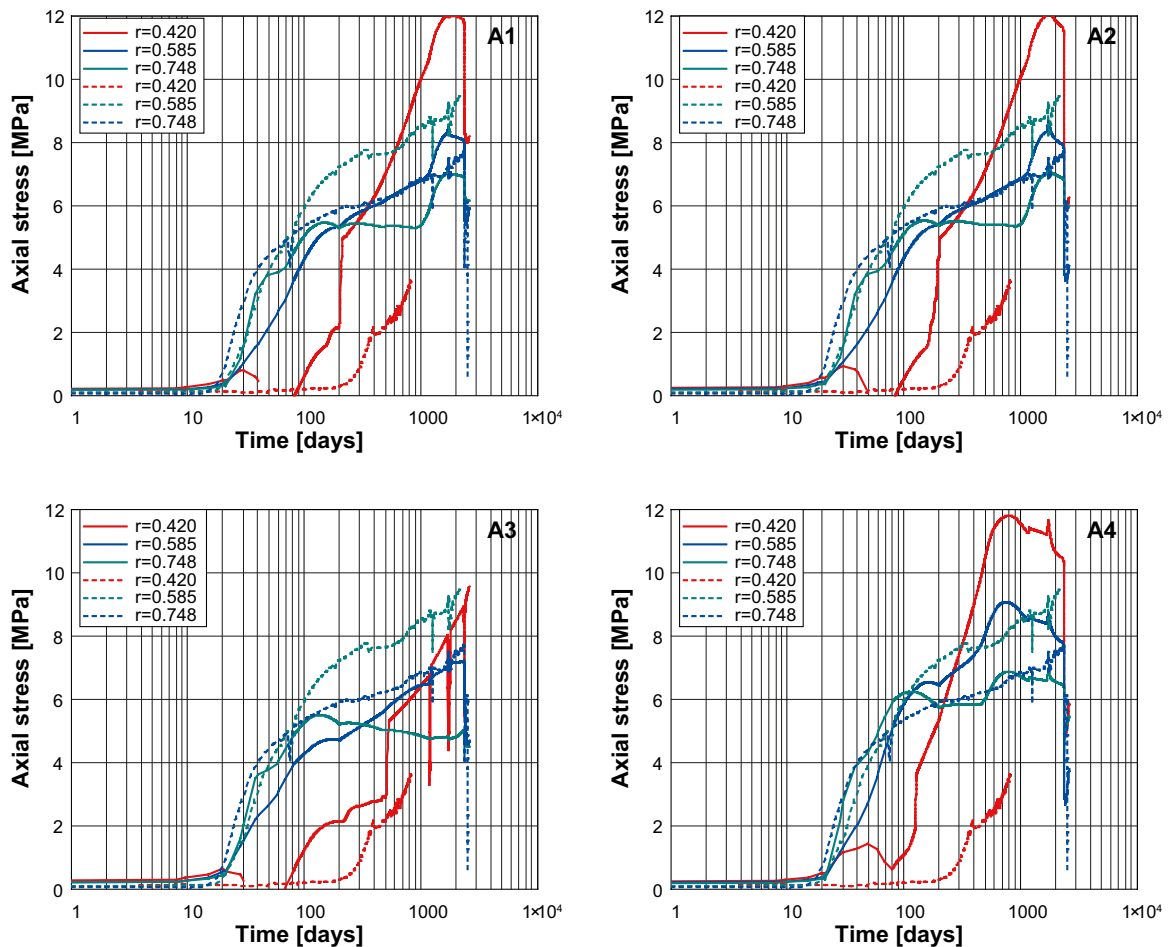 A1
r=0.420
r=0.585
r=0.748
r=0.420
r=0.585
r=0.748
Axial stress [MPa]
12
10
8
6
4
2
0
1 10 100 1000 1×10⁴
Time [days]
A2
r=0.420
r=0.585
r=0.748
r=0.420
r=0.585
r=0.748
Axial stress [MPa]
12
10
8
6
4
2
0
1 10 100 1000 1×10⁴
Time [days]
A3
r=0.420
r=0.585
r=0.748
r=0.420
r=0.585
r=0.748
Axial stress [MPa]
12
10
8
6
4
2
0
1 10 100 1000 1×10⁴
Time [days]
A4
r=0.420
r=0.585
r=0.748
r=0.420
r=0.585
r=0.748
Axial stress [MPa]
12
10
8
6
4
2
0
1 10 100 1000 1×10⁴
Time [days]